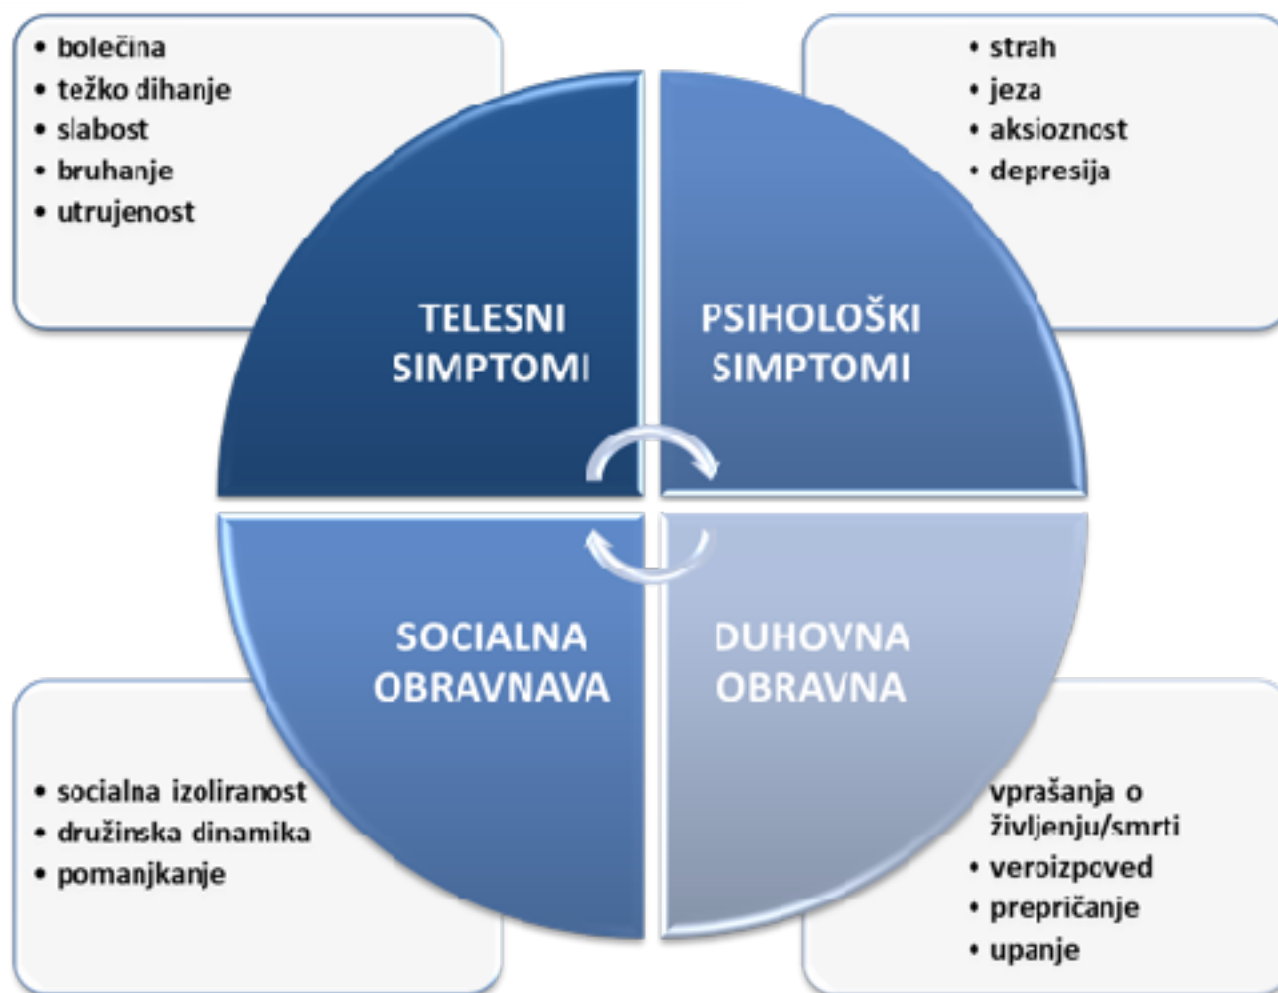 • bolečina
• težko dihanje
• slabost
• bruhanje
• utrujenost
• strah
• jeza
• aksioznost
• depresija
TELESNI
SIMPTOMI
PSIHOLOŠKI
SIMPTOMI
SOCIALNA
OBRAVNAVA
DUHOVNA
OBRAVNA
• socialna izoliranost
• družinska dinamika
• pomanjkanje
vprašanja o
življenju/smrti
• veroizpoved
• prepričanje
• upanje